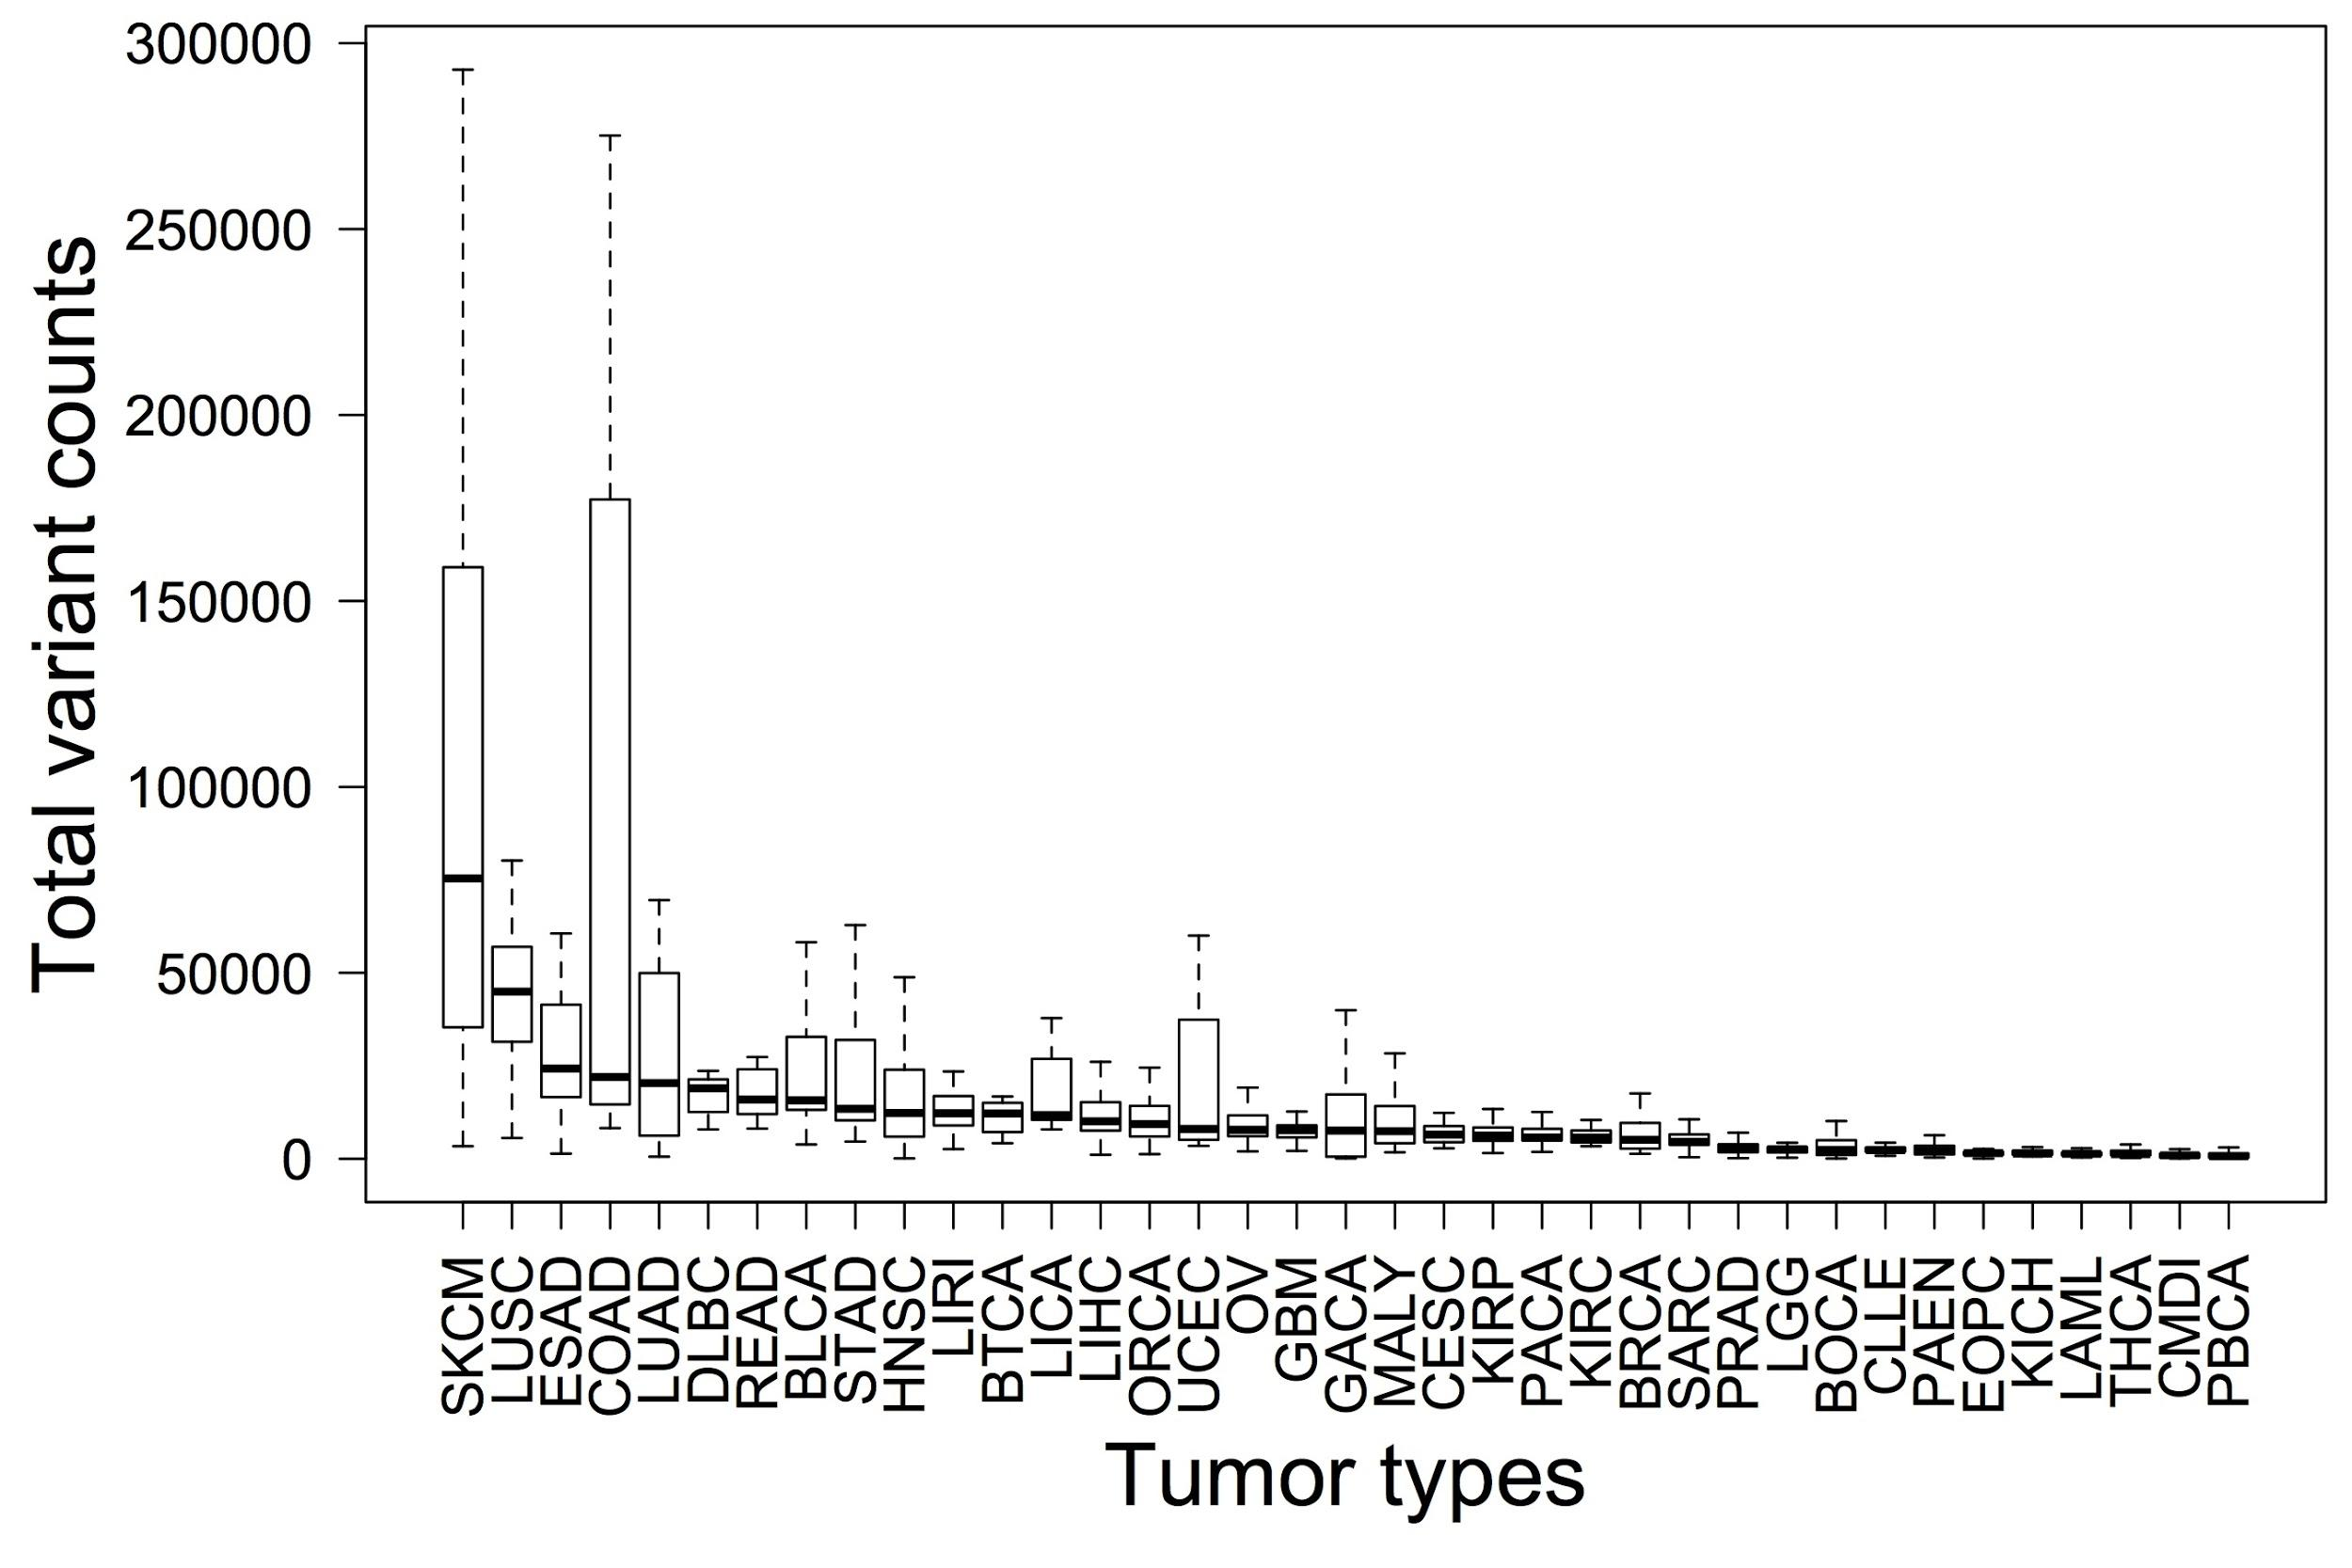 Total variant counts
300000
250000
200000
150000
100000
50000
0
SKCM
LUSC
ESAD
COAD
LUAD
DLBC
READ
BLCA
STAD
HNSC
LIRI
BTCA
LICA
LIHC
ORCA
UCEC
OV
GBM
GACA
MALY
CESC
KIRP
PACA
KIRC
BRCA
SARC
PRAD
LGG
BOCA
CLLE
PAEN
EOPC
KICH
LAML
THCA
CMDI
PBCA
Tumor types